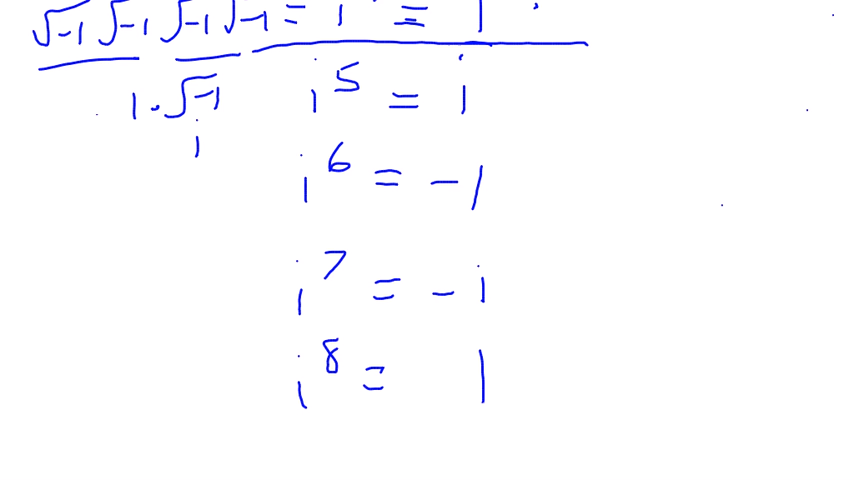 √-1 √-1 √-1 √-1 = i = 1
1 · √-1 i⁵ = i
i
i⁶ = -1
i⁷ = -i
i⁸ = 1